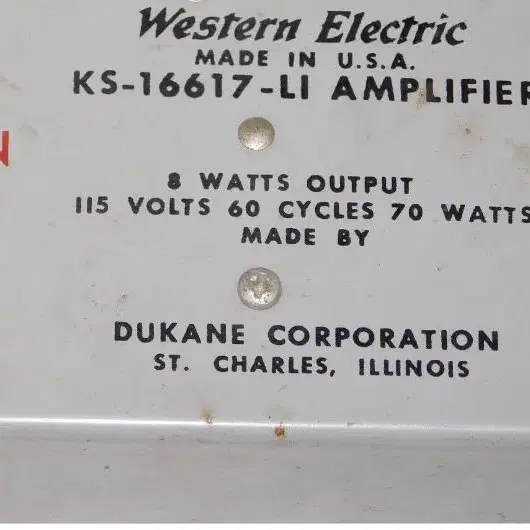 Western Electric
MADE IN U.S.A.
KS-16617-LI AMPLIFIER
N
8 WATTS OUTPUT
115 VOLTS 60 CYCLES 70 WATTS
MADE BY
DUKANE CORPORATION
ST. CHARLES, ILLINOIS